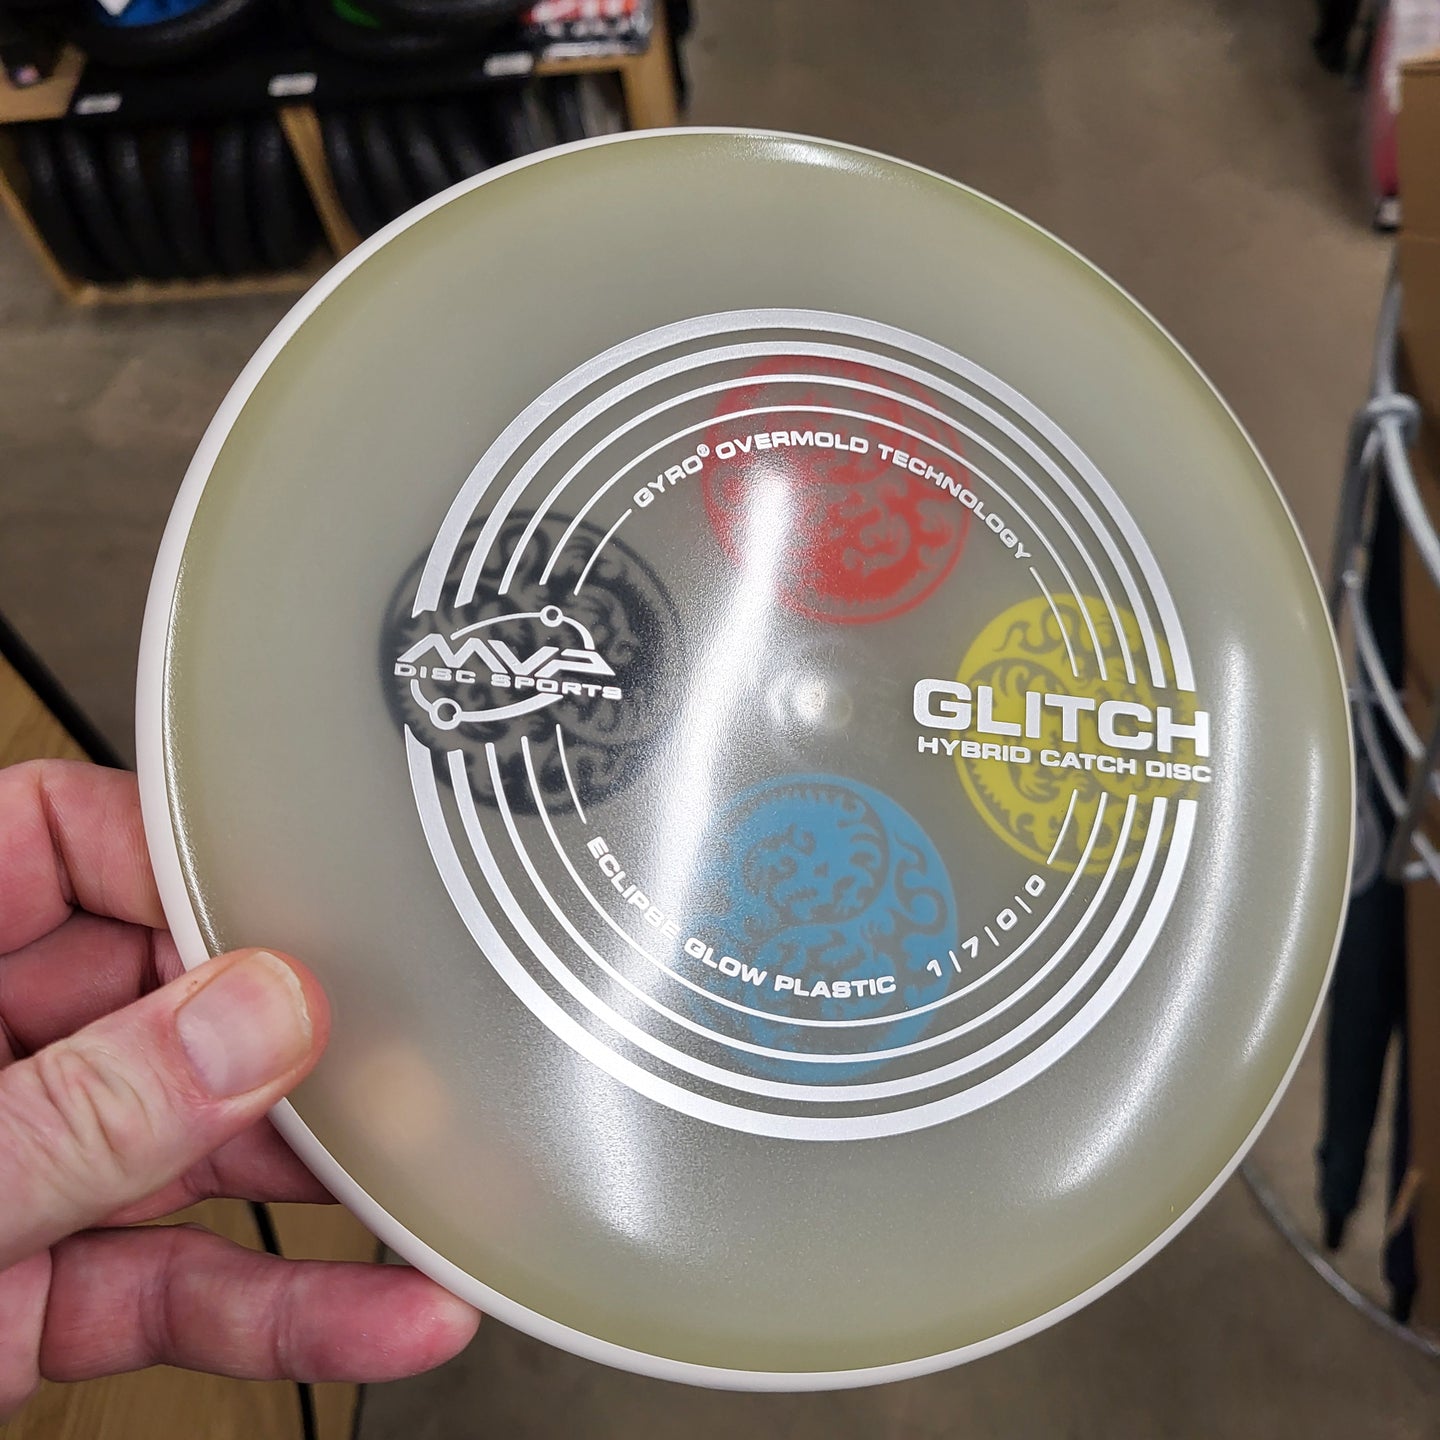 GYRO® OVERMOLD TECHNOLOGY
MVP
DISC SPORTS
GLITCH
HYBRID CATCH DISC
ECLIPSE GLOW PLASTIC 1 | 7 | 0 | 0